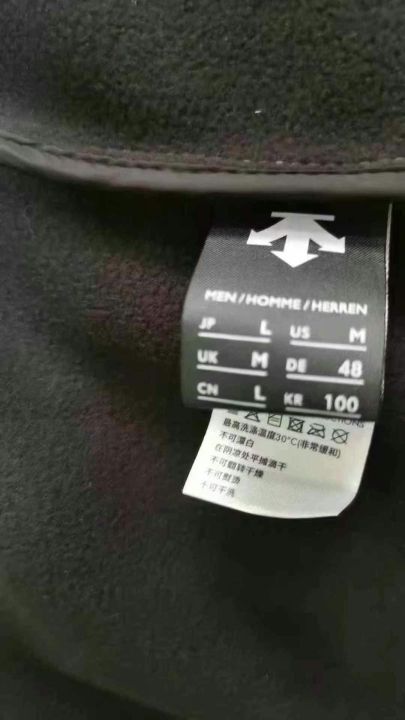 MEN/HOMME/HERREN
JP L US M
UK M DE 48
CN L KR 100
最高洗涤温度30°C(非常缓和)
不可漂白
在阴凉处平摊滴干
不可翻转干燥
不可熨烫
不可干洗